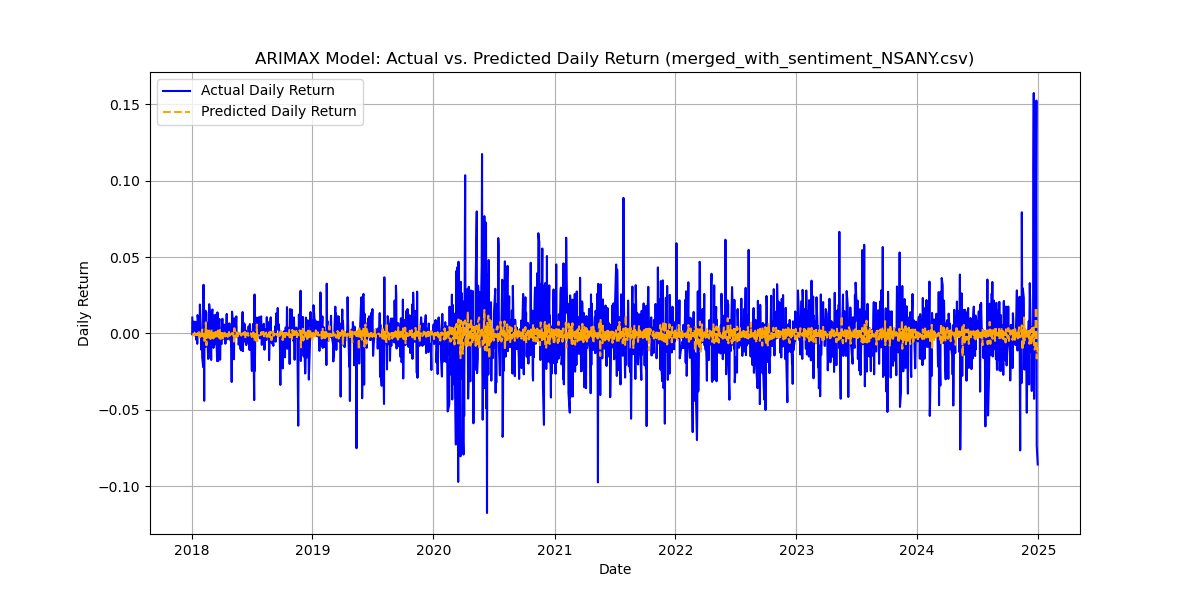 ARIMAX Model: Actual vs. Predicted Daily Return (merged_with_sentiment_NSANY.csv)
Actual Daily Return
Predicted Daily Return
0.15
0.10
0.05
0.00
−0.05
−0.10
Daily Return
2018 2019 2020 2021 2022 2023 2024 2025
Date